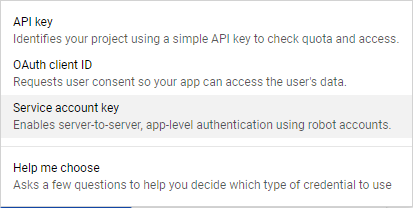 API key
Identifies your project using a simple API key to check quota and access.
OAuth client ID
Requests user consent so your app can access the user's data.
Service account key
Enables server-to-server, app-level authentication using robot accounts.
Help me choose
Asks a few questions to help you decide which type of credential to use